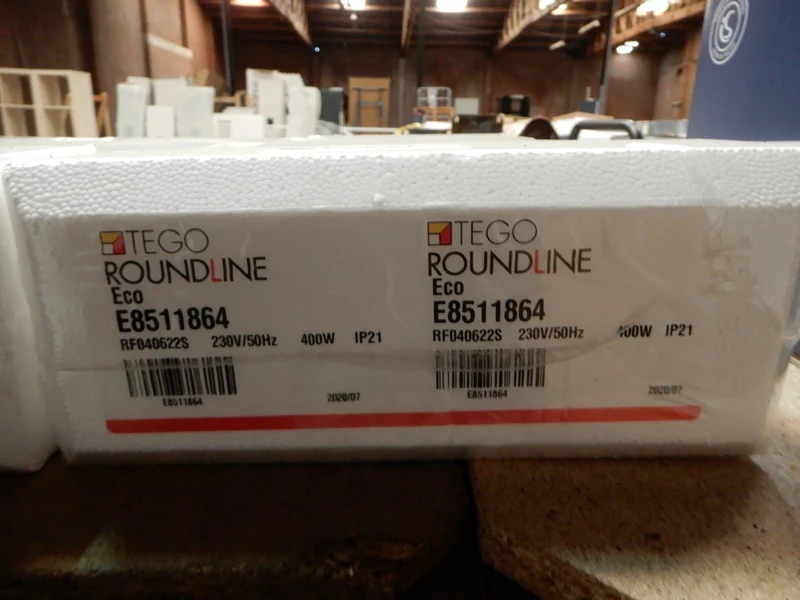 TEGO
ROUNDLINE
Eco
E8511864
RF040622S 230V/50Hz 400W IP21
E8511864
2020/07
TEGO
ROUNDLINE
Eco
E8511864
RF040622S 230V/50Hz 400W IP21
E8511864
2020/07